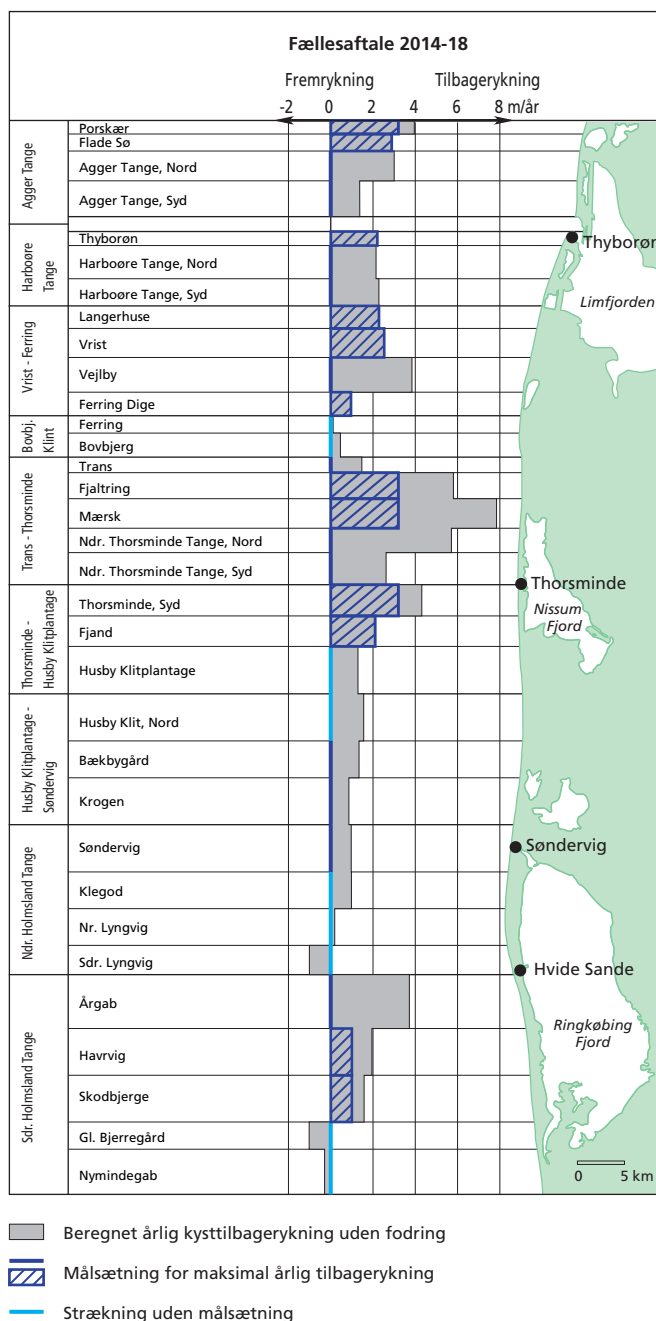 Fællesaftale 2014-18
Fremrykning Tilbagerykning
-2 0 2 4 6 8 m/år
Agger Tange
Porskær
Flade Sø
Agger Tange, Nord
Agger Tange, Syd
Harboøre
Tange
Thyborøn
Harboøre Tange, Nord
Harboøre Tange, Syd
Vrist - Ferring
Langerhuse
Vrist
Vejlby
Ferring Dige
Bovbj.
Klint
Ferring
Bovbjerg
Trans - Thorsminde
Trans
Fjaltring
Mærsk
Ndr. Thorsminde Tange, Nord
Ndr. Thorsminde Tange, Syd
Thorsminde -
Husby Klitplantage
Thorsminde, Syd
Fjand
Husby Klitplantage
Husby Klitplantage -
Søndervig
Husby Klit, Nord
Bækbygård
Krogen
Ndr. Holmsland Tange
Søndervig
Klegod
Nr. Lyngvig
Sdr. Lyngvig
Sdr. Holmsland Tange
Årgab
Havrvig
Skodbjerge
Gl. Bjerregård
Nymindegab
Thyborøn
Limfjorden
Thorsminde
Nissum
Fjord
Søndervig
Hvide Sande
Ringkøbing
Fjord
0 5 km
Beregnet årlig kysttilbagerykning uden fodring
Målsætning for maksimal årlig tilbagerykning
Strækning uden målsætning